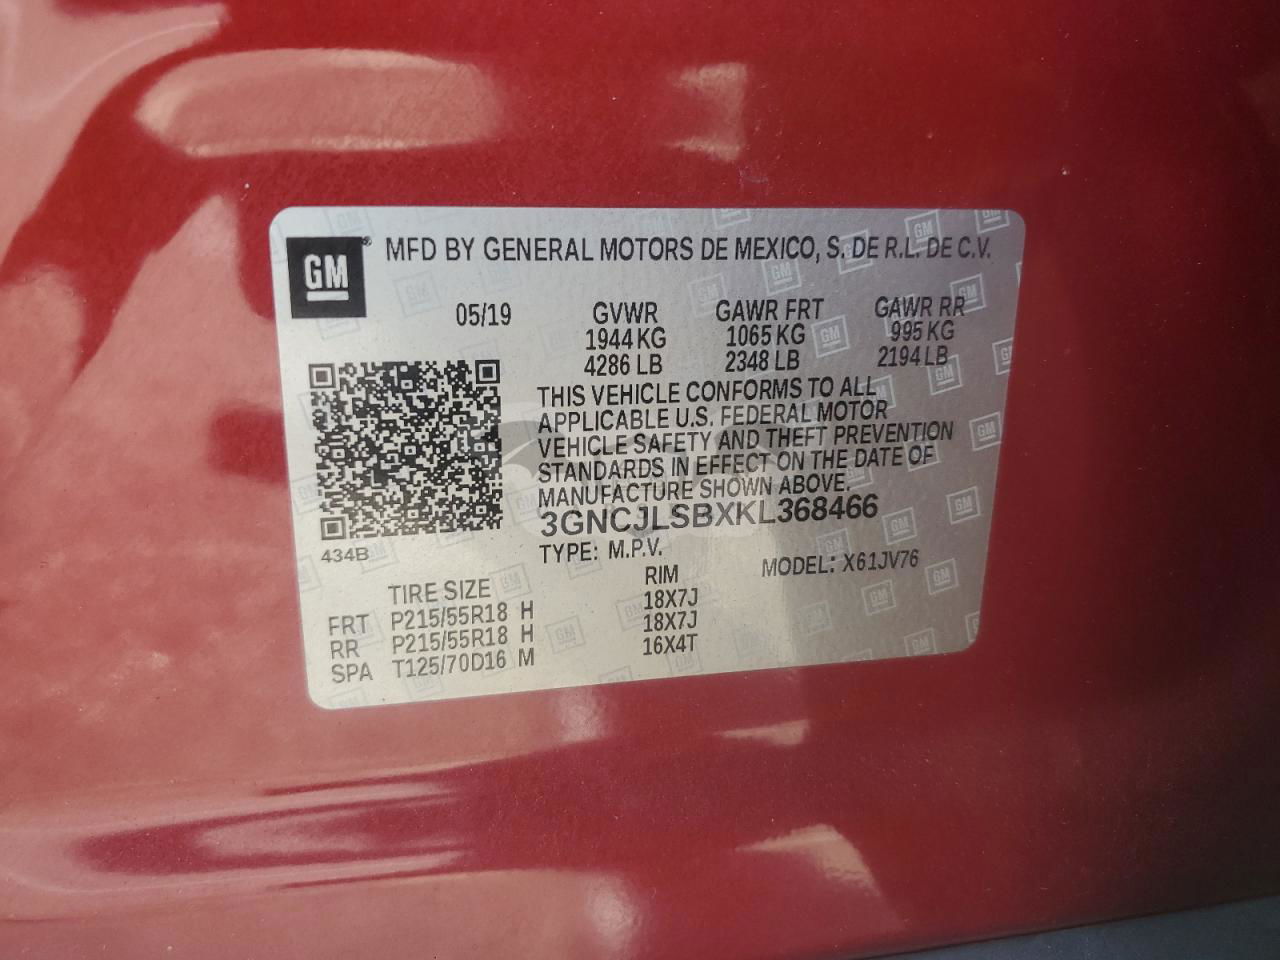 GM
MFD BY GENERAL MOTORS DE MEXICO, S. DE R.L. DE C.V.
05/19 GVWR GAWR FRT GAWR RR
1944 KG 1065 KG 995 KG
4286 LB 2348 LB 2194 LB
THIS VEHICLE CONFORMS TO ALL
APPLICABLE U.S. FEDERAL MOTOR
VEHICLE SAFETY AND THEFT PREVENTION
STANDARDS IN EFFECT ON THE DATE OF
MANUFACTURE SHOWN ABOVE.
3GNCJLSBXKL368466
434B
TYPE: M.P.V. MODEL: X61JV76
TIRE SIZE RIM
FRT P215/55R18 H 18X7J
RR P215/55R18 H 18X7J
SPA T125/70D16 M 16X4T